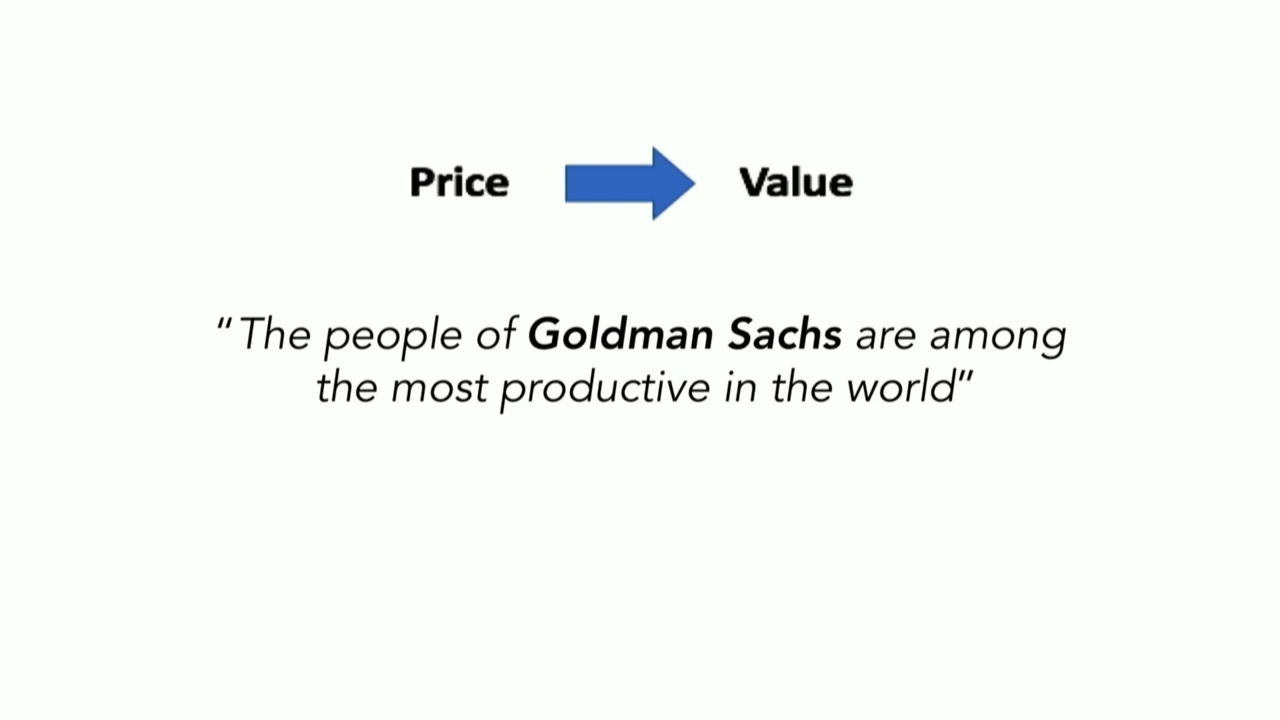 Price Value
“The people of Goldman Sachs are among
the most productive in the world”